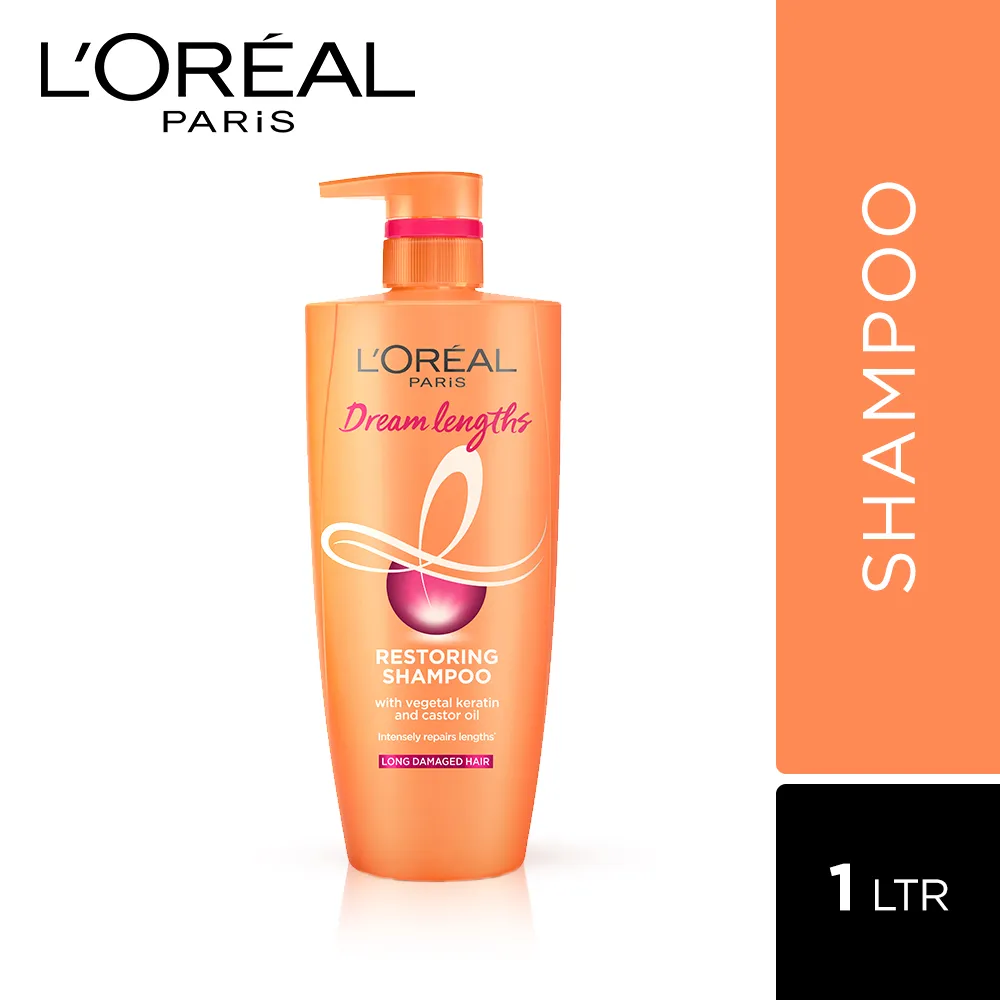 L'ORÉAL
PARiS
L'ORÉAL
PARiS
Dream lengths
RESTORING
SHAMPOO
with vegetal keratin
and castor oil
Intensely repairs lengths*
LONG DAMAGED HAIR
SHAMPOO
1 LTR